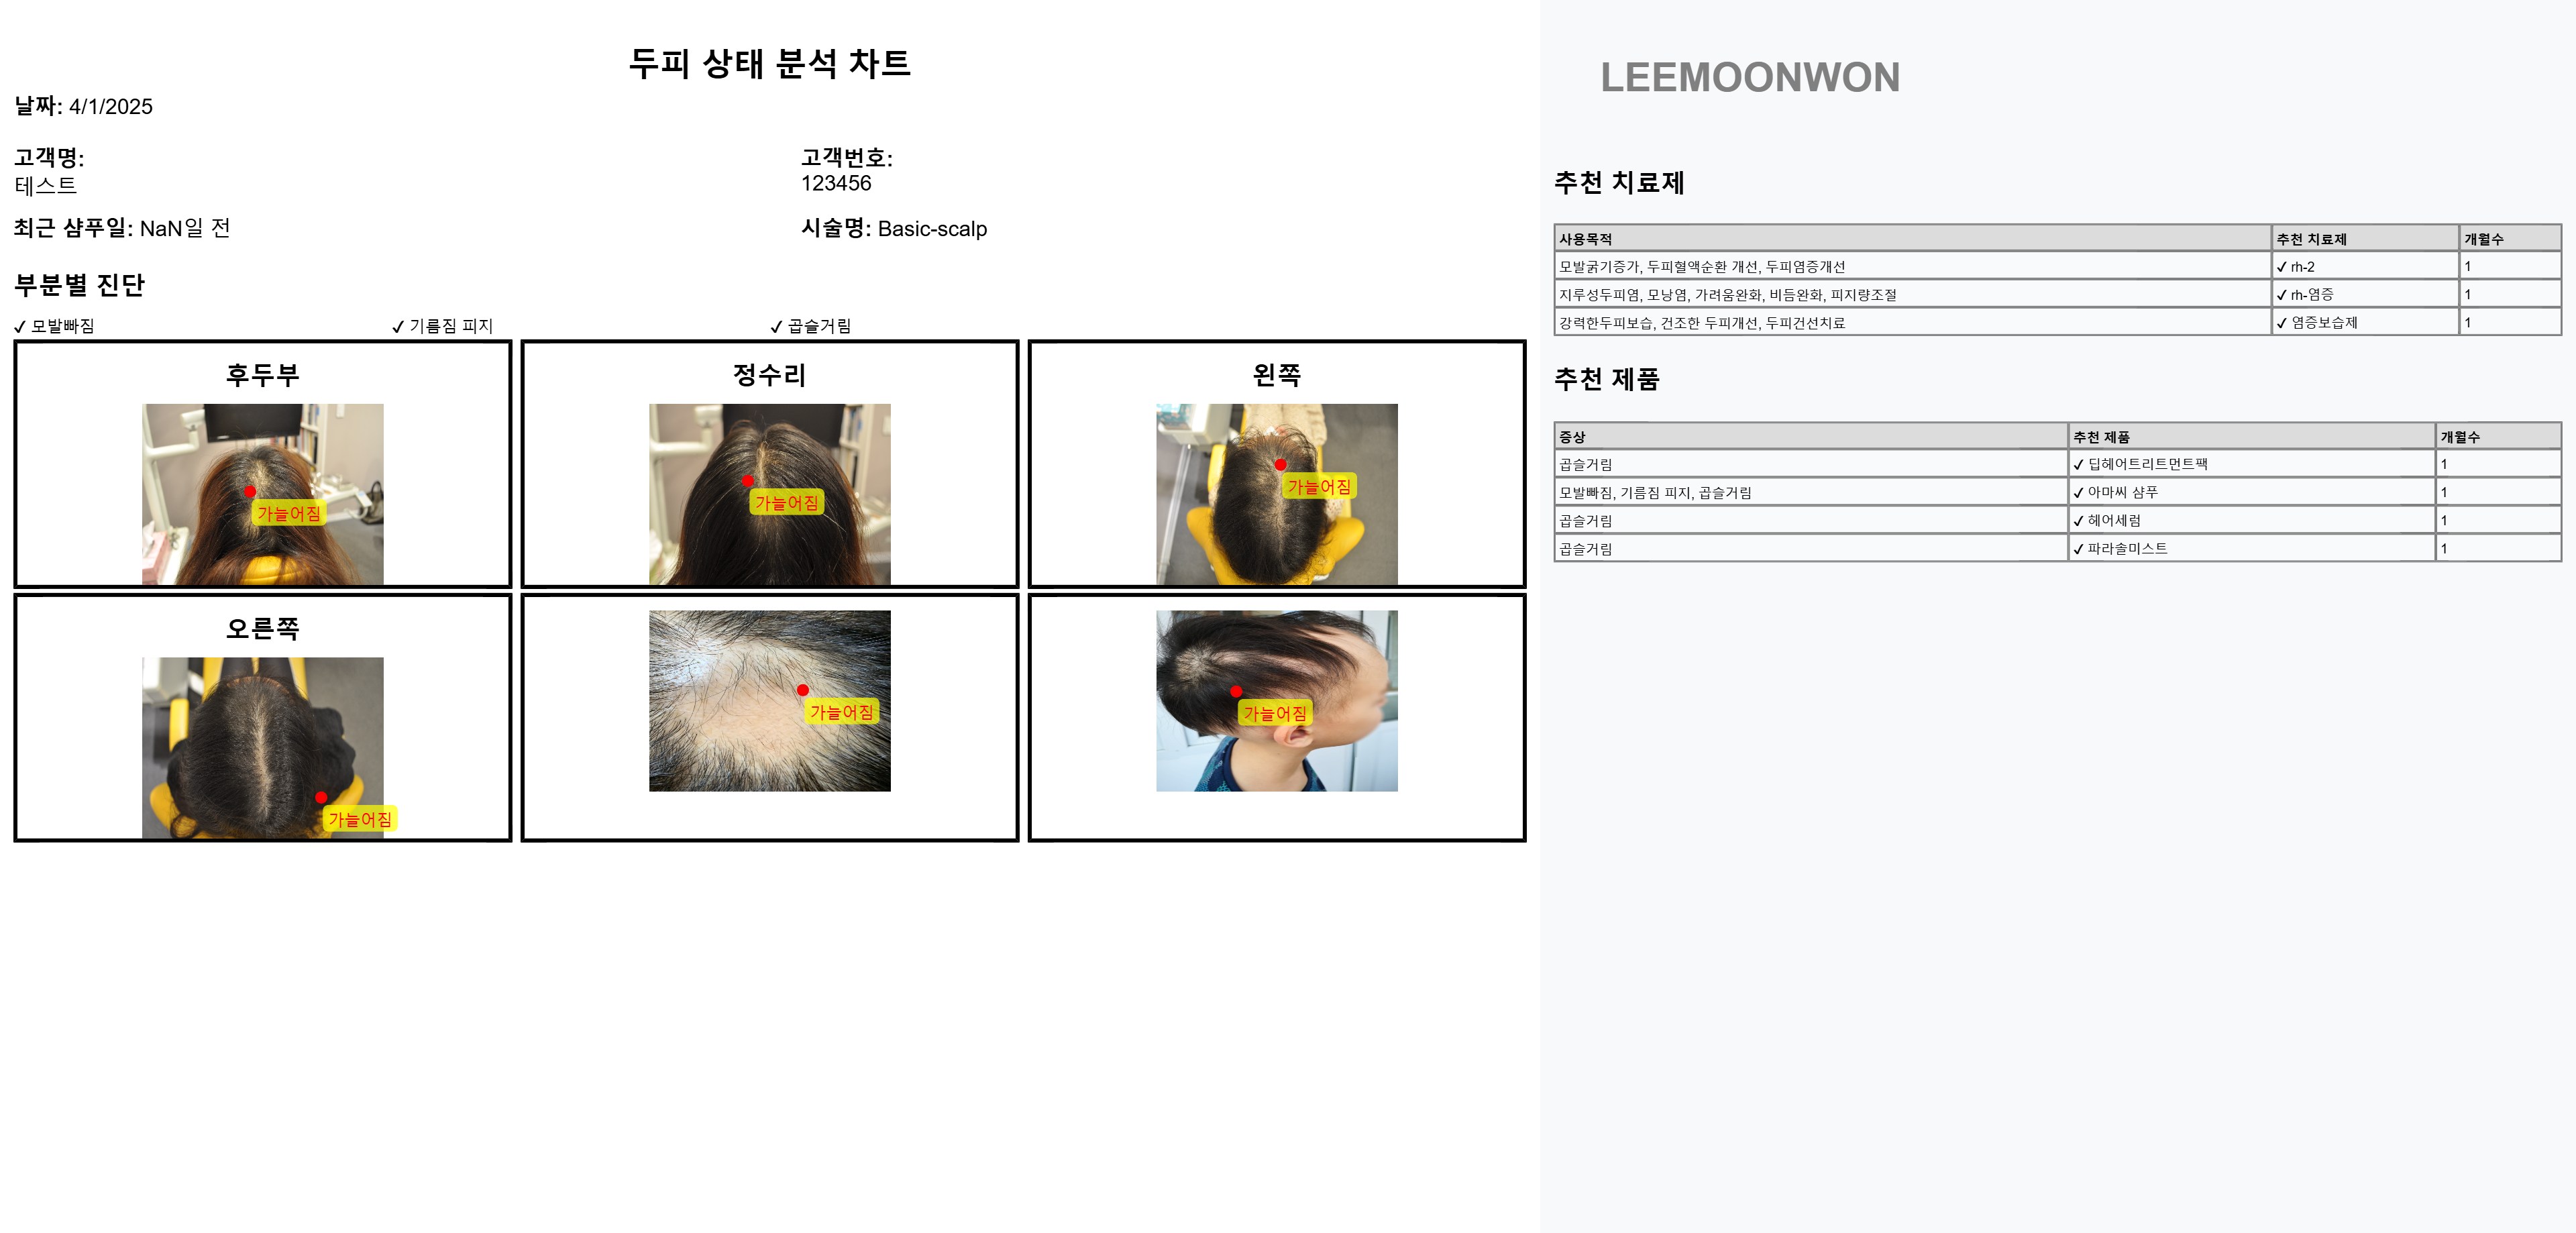 두피 상태 분석 차트
날짜: 4/1/2025
고객명:
테스트
고객번호:
123456
최근 샴푸일: NaN일 전
시술명: Basic-scalp
부분별 진단
✓ 모발빠짐
✓ 기름짐 피지
✓ 곱슬거림
후두부
가늘어짐
정수리
가늘어짐
왼쪽
가늘어짐
오른쪽
가늘어짐
가늘어짐
가늘어짐
LEEMOONWON
추천 치료제
사용목적 추천 치료제 개월수
모발굵기증가, 두피혈액순환 개선, 두피염증개선 ✓ rh-2 1
지루성두피염, 모낭염, 가려움완화, 비듬완화, 피지량조절 ✓ rh-염증 1
강력한두피보습, 건조한 두피개선, 두피건선치료 ✓ 염증보습제 1
추천 제품
증상 추천 제품 개월수
곱슬거림 ✓ 딥헤어트리트먼트팩 1
모발빠짐, 기름짐 피지, 곱슬거림 ✓ 아마씨 샴푸 1
곱슬거림 ✓ 헤어세럼 1
곱슬거림 ✓ 파라솔미스트 1